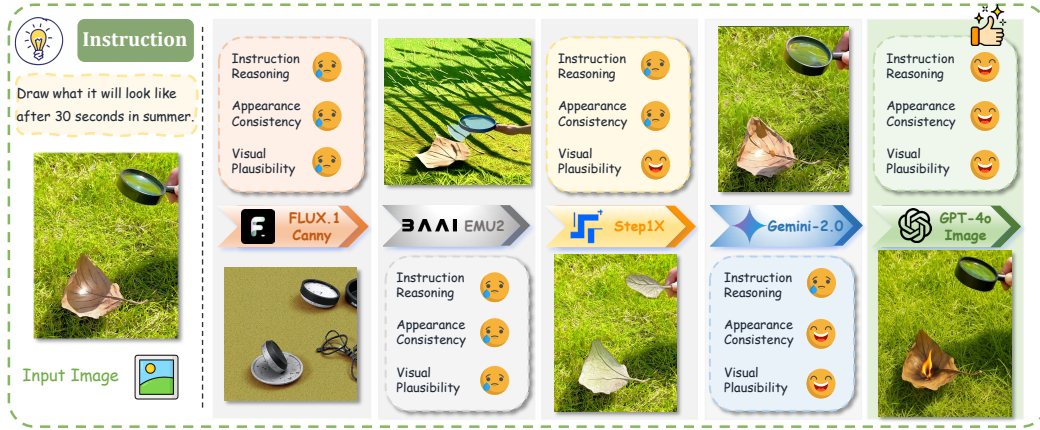 Instruction
Draw what it will look like
after 30 seconds in summer.
Input Image
Instruction
Reasoning
Appearance
Consistency
Visual
Plausibility
FLUX.1
Canny
BAAI EMU2
Instruction
Reasoning
Appearance
Consistency
Visual
Plausibility
Instruction
Reasoning
Appearance
Consistency
Visual
Plausibility
Step1X
Gemini-2.0
Instruction
Reasoning
Appearance
Consistency
Visual
Plausibility
Instruction
Reasoning
Appearance
Consistency
Visual
Plausibility
GPT-4o
Image